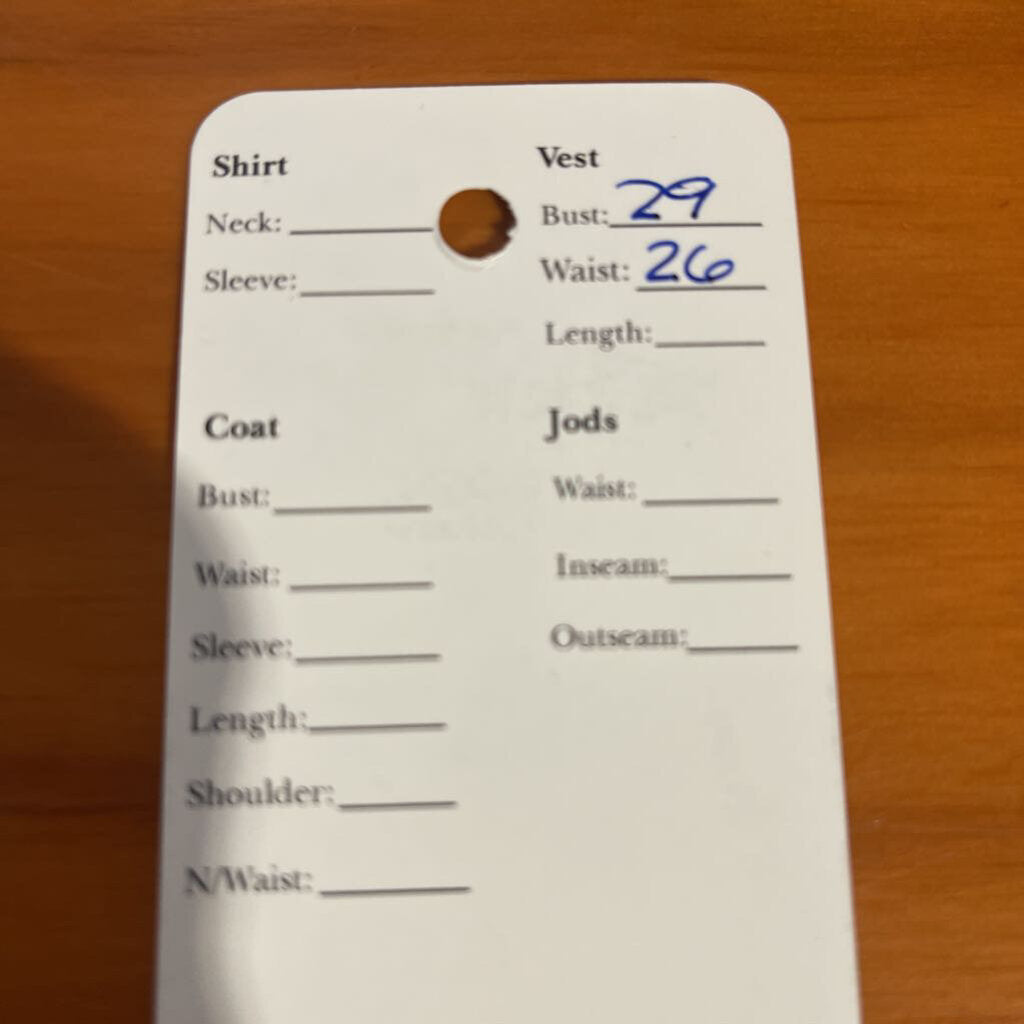 Shirt
Neck:
Sleeve:
Vest
Bust: 29
Waist: 26
Length:
Coat
Bust:
Waist:
Sleeve:
Length:
Shoulder:
N/Waist:
Jods
Waist:
Inseam:
Outseam: